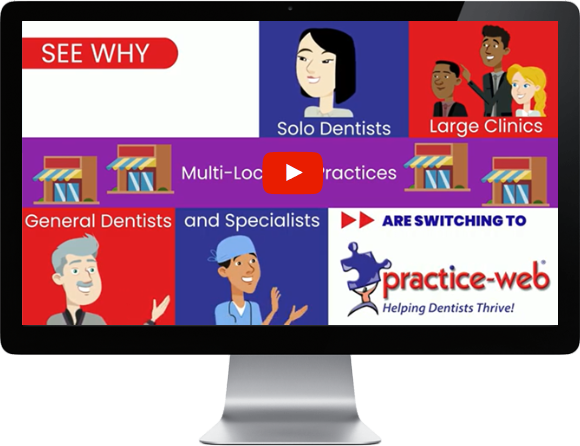 SEE WHY
Solo Dentists
Large Clinics
Multi-Loc Practices
General Dentists
and Specialists
ARE SWITCHING TO
practice-web®
Helping Dentists Thrive!